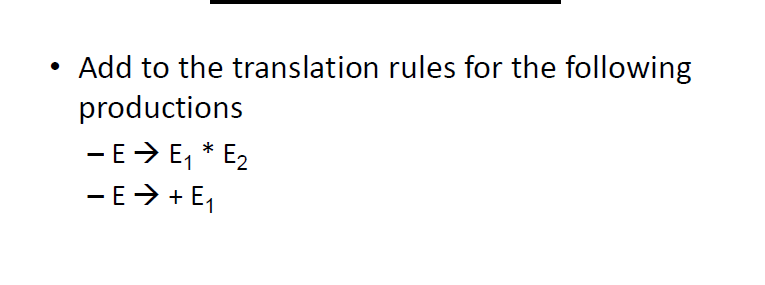 • Add to the translation rules for the following
productions
– E → E₁ * E₂
– E → + E₁